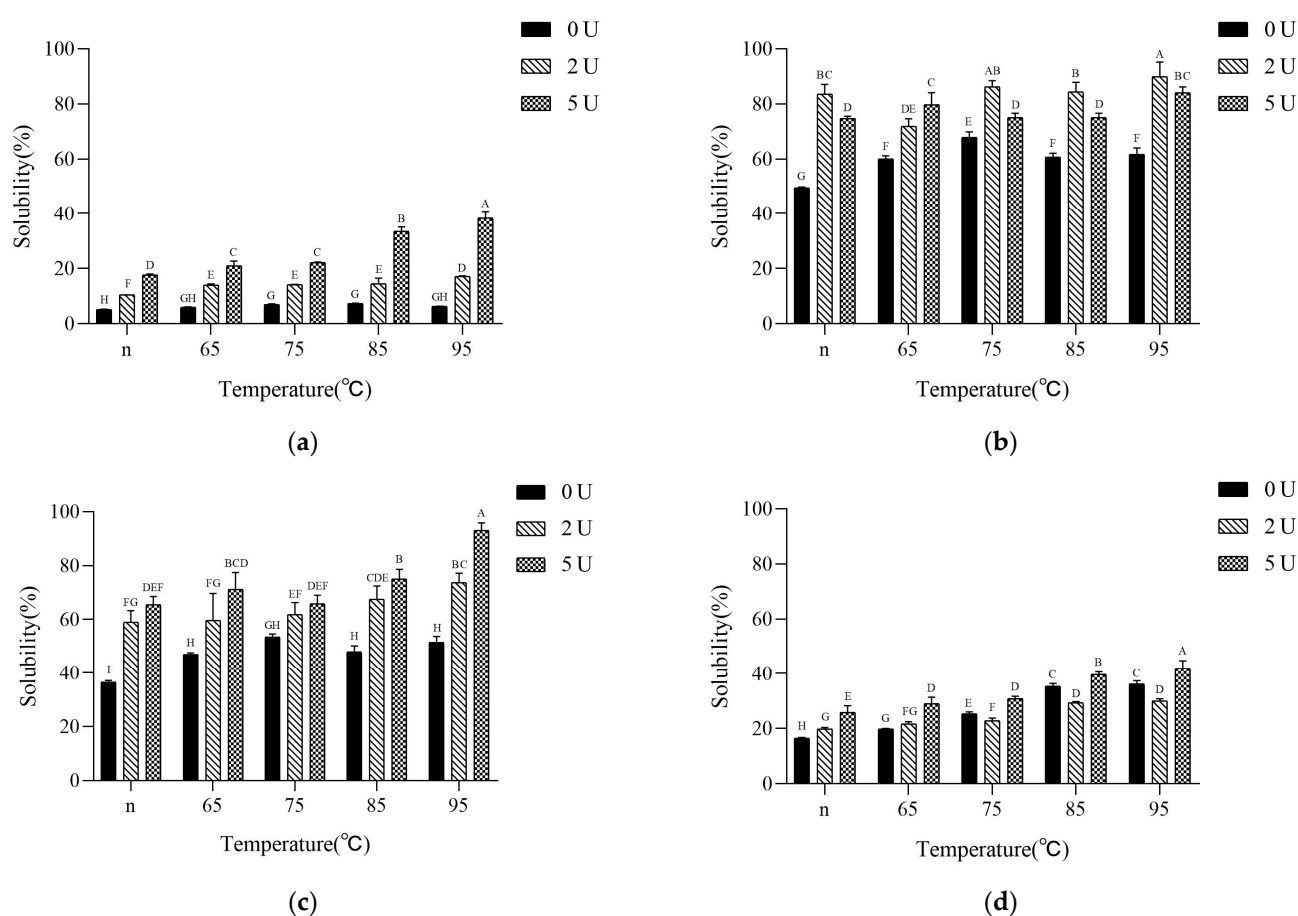 0 U
2 U
5 U
100
80
60
40
20
0
Solubility(%)
H F D
GH E C
G E C
G E B
GH D A
n 65 75 85 95
Temperature(℃)
(a)
0 U
2 U
5 U
100
80
60
40
20
0
Solubility(%)
G BC D
F DE C
E AB D
F B D
F A BC
n 65 75 85 95
Temperature(℃)
(b)
0 U
2 U
5 U
100
80
60
40
20
0
Solubility(%)
I FG DEF
H FG BCD
GH EF DEF
H CDE B
H BC A
n 65 75 85 95
Temperature(℃)
(c)
0 U
2 U
5 U
100
80
60
40
20
0
Solubility(%)
H G E
G FG D
E F D
C D B
C D A
n 65 75 85 95
Temperature(℃)
(d)